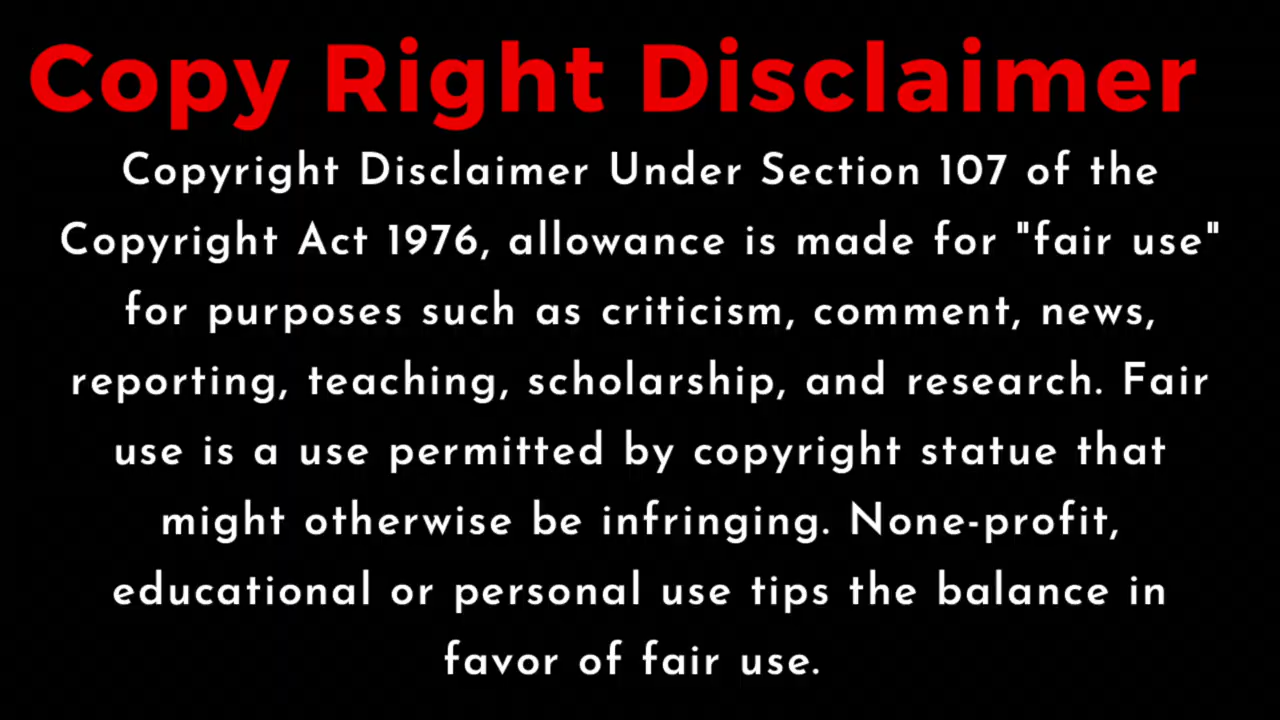 Copy Right Disclaimer
Copyright Disclaimer Under Section 107 of the
Copyright Act 1976, allowance is made for "fair use"
for purposes such as criticism, comment, news,
reporting, teaching, scholarship, and research. Fair
use is a use permitted by copyright statue that
might otherwise be infringing. None-profit,
educational or personal use tips the balance in
favor of fair use.